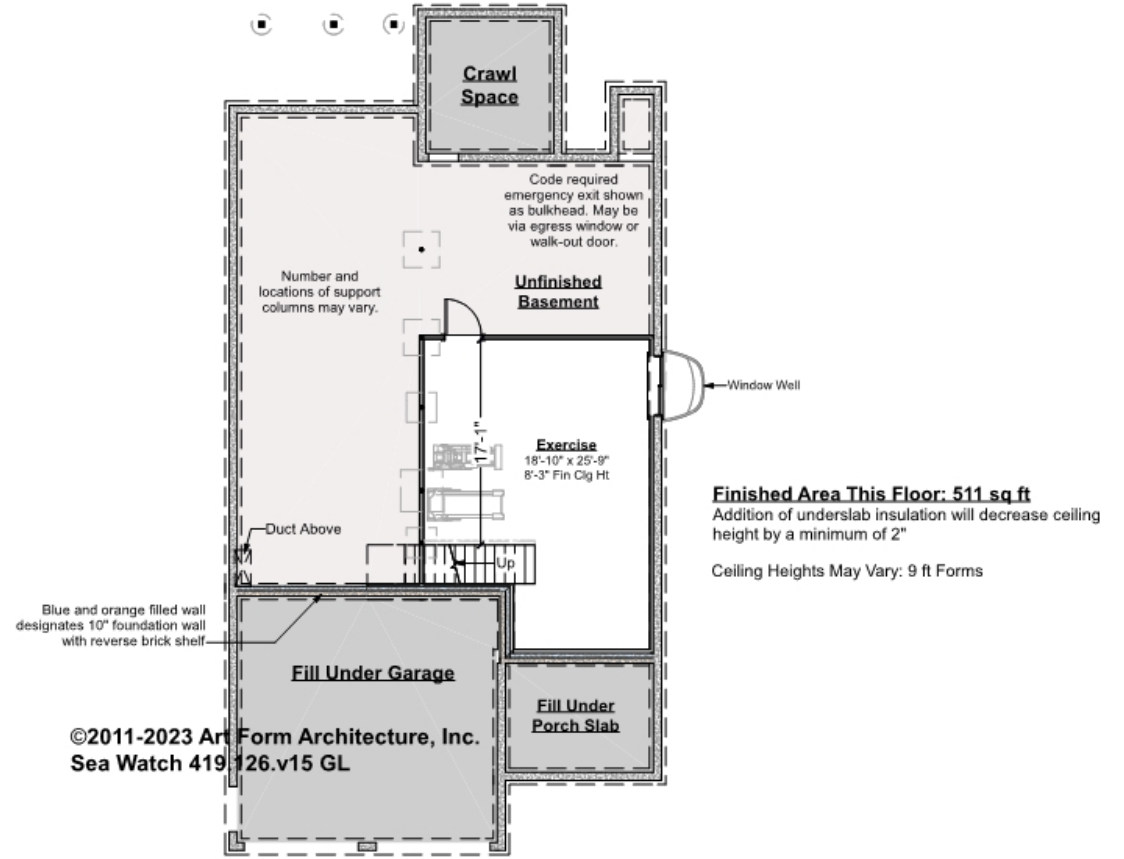 Crawl
Space
Code required
emergency exit shown
as bulkhead. May be
via egress window or
walk-out door.
Number and
locations of support
columns may vary.
Unfinished
Basement
Window Well
17'-1"
Exercise
18'-10" x 25'-9"
8'-3" Fin Clg Ht
Finished Area This Floor: 511 sq ft
Addition of underslab insulation will decrease ceiling
height by a minimum of 2"
Ceiling Heights May Vary: 9 ft Forms
Duct Above
Up
Blue and orange filled wall
designates 10" foundation wall
with reverse brick shelf
Fill Under Garage
Fill Under
Porch Slab
©2011-2023 Art Form Architecture, Inc.
Sea Watch 419.126.v15 GL